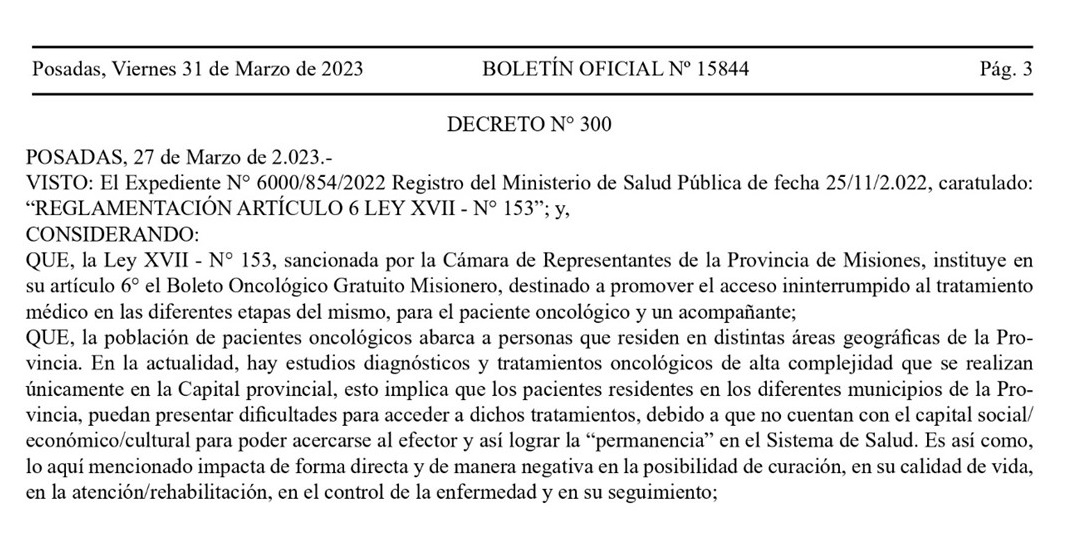 Posadas, Viernes 31 de Marzo de 2023 BOLETÍN OFICIAL Nº 15844 Pág. 3
DECRETO N° 300
POSADAS, 27 de Marzo de 2.023.-
VISTO: El Expediente N° 6000/854/2022 Registro del Ministerio de Salud Pública de fecha 25/11/2.022, caratulado:
“REGLAMENTACIÓN ARTÍCULO 6 LEY XVII - N° 153”; y,
CONSIDERANDO:
QUE, la Ley XVII - N° 153, sancionada por la Cámara de Representantes de la Provincia de Misiones, instituye en
su artículo 6° el Boleto Oncológico Gratuito Misionero, destinado a promover el acceso ininterrumpido al tratamiento
médico en las diferentes etapas del mismo, para el paciente oncológico y un acompañante;
QUE, la población de pacientes oncológicos abarca a personas que residen en distintas áreas geográficas de la Pro-
vincia. En la actualidad, hay estudios diagnósticos y tratamientos oncológicos de alta complejidad que se realizan
únicamente en la Capital provincial, esto implica que los pacientes residentes en los diferentes municipios de la Pro-
vincia, puedan presentar dificultades para acceder a dichos tratamientos, debido a que no cuentan con el capital social/
económico/cultural para poder acercarse al efector y así lograr la “permanencia” en el Sistema de Salud. Es así como,
lo aquí mencionado impacta de forma directa y de manera negativa en la posibilidad de curación, en su calidad de vida,
en la atención/rehabilitación, en el control de la enfermedad y en su seguimiento;